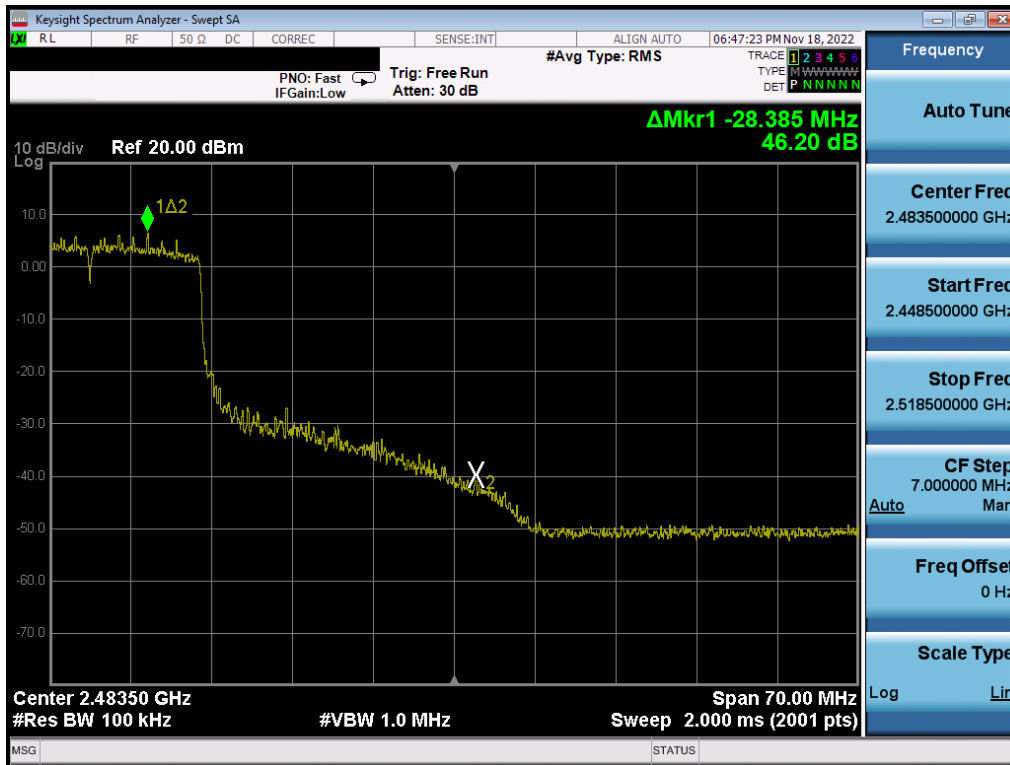 Keysight Spectrum Analyzer - Swept SA
LXI RL RF 50 Ω DC CORREC SENSE:INT ALIGN AUTO 06:47:23 PM Nov 18, 2022
#Avg Type: RMS
TRACE 1 2 3 4 5 6
PNO: Fast Trig: Free Run TYPE M W W W W W
IFGain:Low Atten: 30 dB DET P N N N N N
ΔMkr1 -28.385 MHz
46.20 dB
10 dB/div Ref 20.00 dBm
Log
1Δ2
10.0
0.00
-10.0
-20.0
-30.0
-40.0
X2
-50.0
-60.0
-70.0
Center 2.48350 GHz Span 70.00 MHz
#Res BW 100 kHz #VBW 1.0 MHz Sweep 2.000 ms (2001 pts)
MSG STATUS
Frequency
Auto Tune
Center Freq
2.483500000 GHz
Start Freq
2.448500000 GHz
Stop Freq
2.518500000 GHz
CF Step
7.000000 MHz
Auto Man
Freq Offset
0 Hz
Scale Type
Log Lin